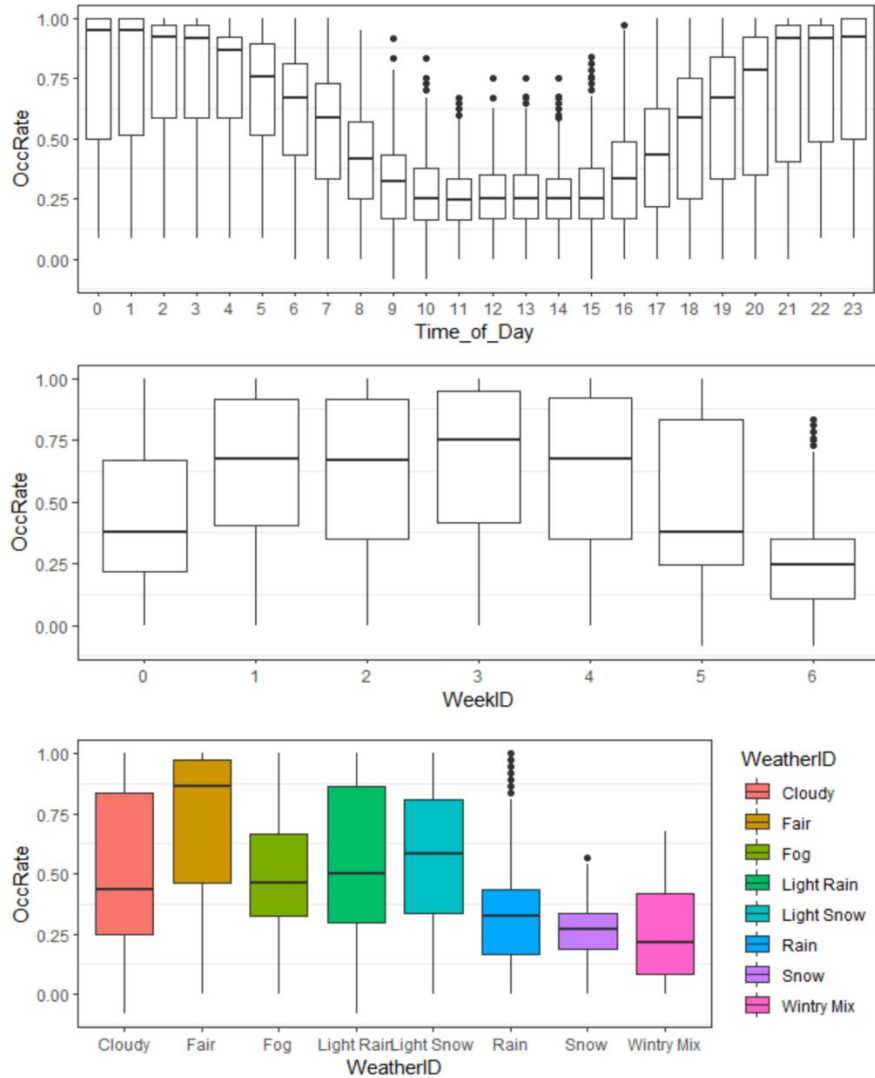 OccRate
1.00
0.75
0.50
0.25
0.00
0 1 2 3 4 5 6 7 8 9 10 11 12 13 14 15 16 17 18 19 20 21 22 23
Time_of_Day
OccRate
1.00
0.75
0.50
0.25
0.00
0 1 2 3 4 5 6
WeekID
OccRate
1.00
0.75
0.50
0.25
0.00
Cloudy Fair Fog Light Rain Light Snow Rain Snow Wintry Mix
WeatherID
WeatherID
Cloudy
Fair
Fog
Light Rain
Light Snow
Rain
Snow
Wintry Mix